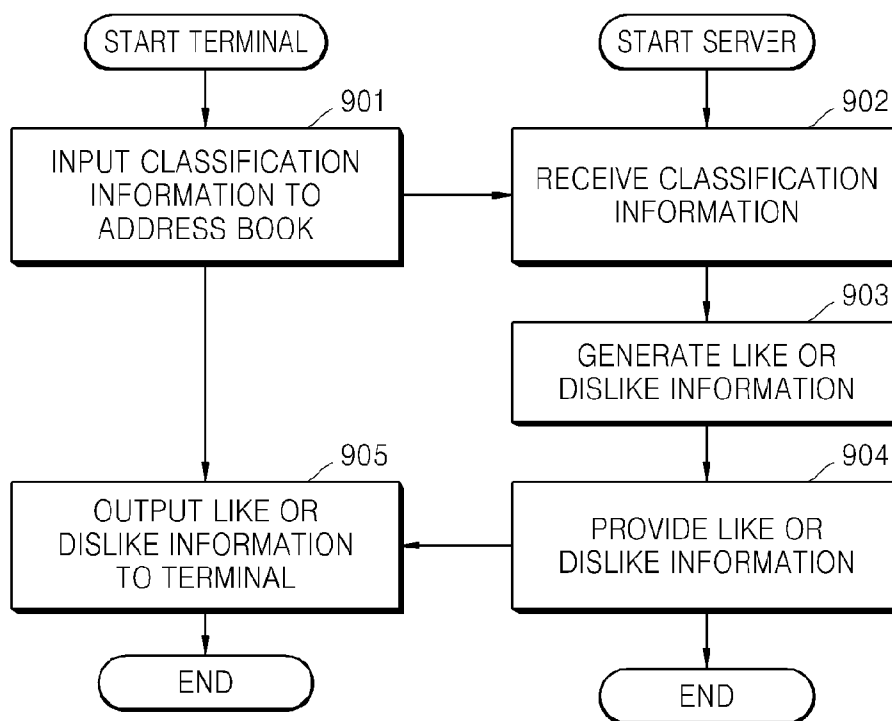 START TERMINAL
START SERVER
901
902
INPUT CLASSIFICATION
INFORMATION TO
ADDRESS BOOK
RECEIVE CLASSIFICATION
INFORMATION
903
GENERATE LIKE OR
DISLIKE INFORMATION
905
904
OUTPUT LIKE OR
DISLIKE INFORMATION
TO TERMINAL
PROVIDE LIKE OR
DISLIKE INFORMATION
END
END